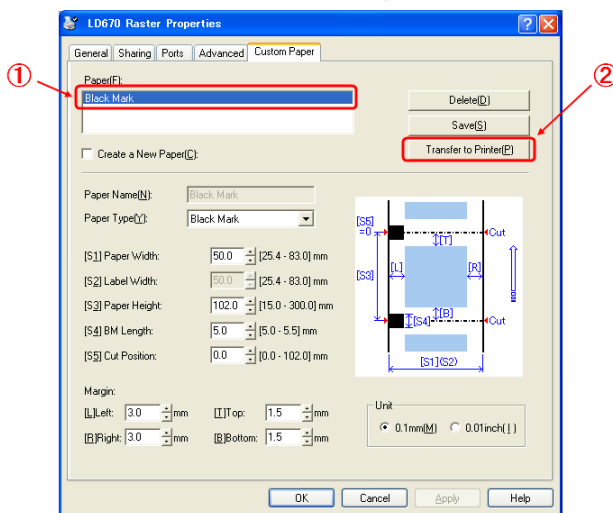 LD670 Raster Properties
General Sharing Ports Advanced Custom Paper
① ②
Paper(F):
Black Mark
Delete(D)
Save(S)
Create a New Paper(C): Transfer to Printer(P)
Paper Name(N): Black Mark
Paper Type(Y): Black Mark
[S1] Paper Width: 50.0 [25.4 - 83.0] mm
[S2] Label Width: 50.0 [25.4 - 83.0] mm
[S3] Paper Height: 102.0 [15.0 - 300.0] mm
[S4] BM Length: 5.0 [5.0 - 5.5] mm
[S5] Cut Position: 0.0 [0.0 - 102.0] mm
[S5]
=0 Cut
[T]
[S3] [L] [R]
[B]
[S4] Cut
[S1](S2)
Margin:
[L]Left: 3.0 mm [T]Top: 1.5 mm
[R]Right: 3.0 mm [B]Bottom: 1.5 mm
Unit
0.1mm(M) 0.01inch(I)
OK Cancel Apply Help